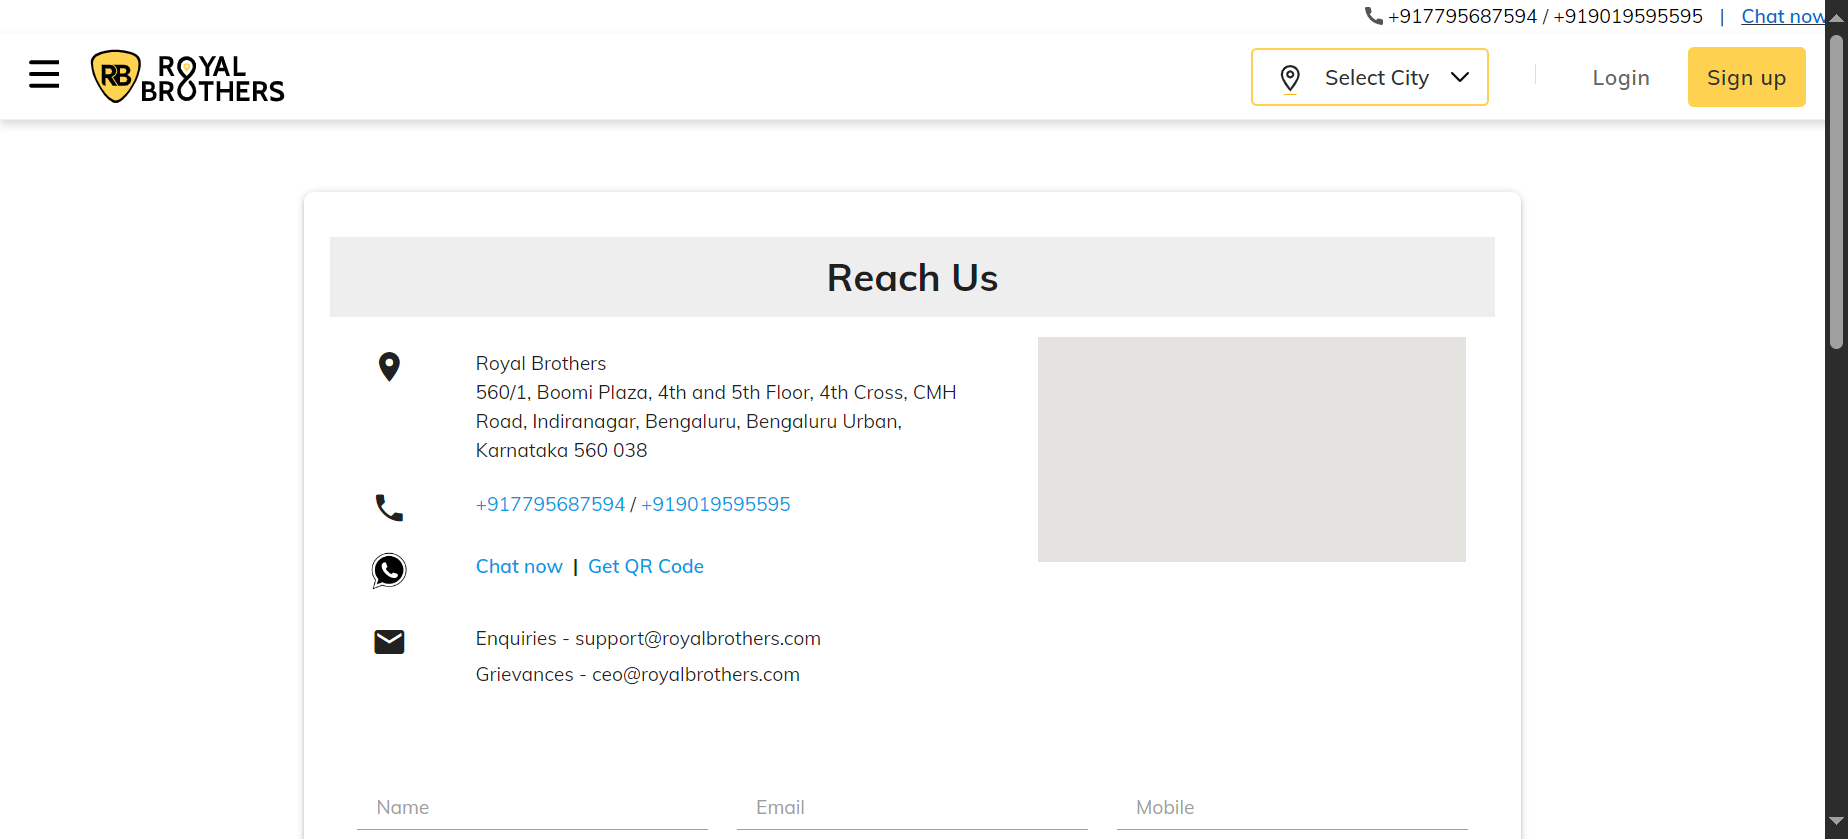 +917795687594 / +919019595595 | Chat now
RB ROYAL BROTHERS
Select City
Login
Sign up
Reach Us
Royal Brothers
560/1, Boomi Plaza, 4th and 5th Floor, 4th Cross, CMH
Road, Indiranagar, Bengaluru, Bengaluru Urban,
Karnataka 560 038
+917795687594 / +919019595595
Chat now | Get QR Code
Enquiries - support@royalbrothers.com
Grievances - ceo@royalbrothers.com
Name
Email
Mobile